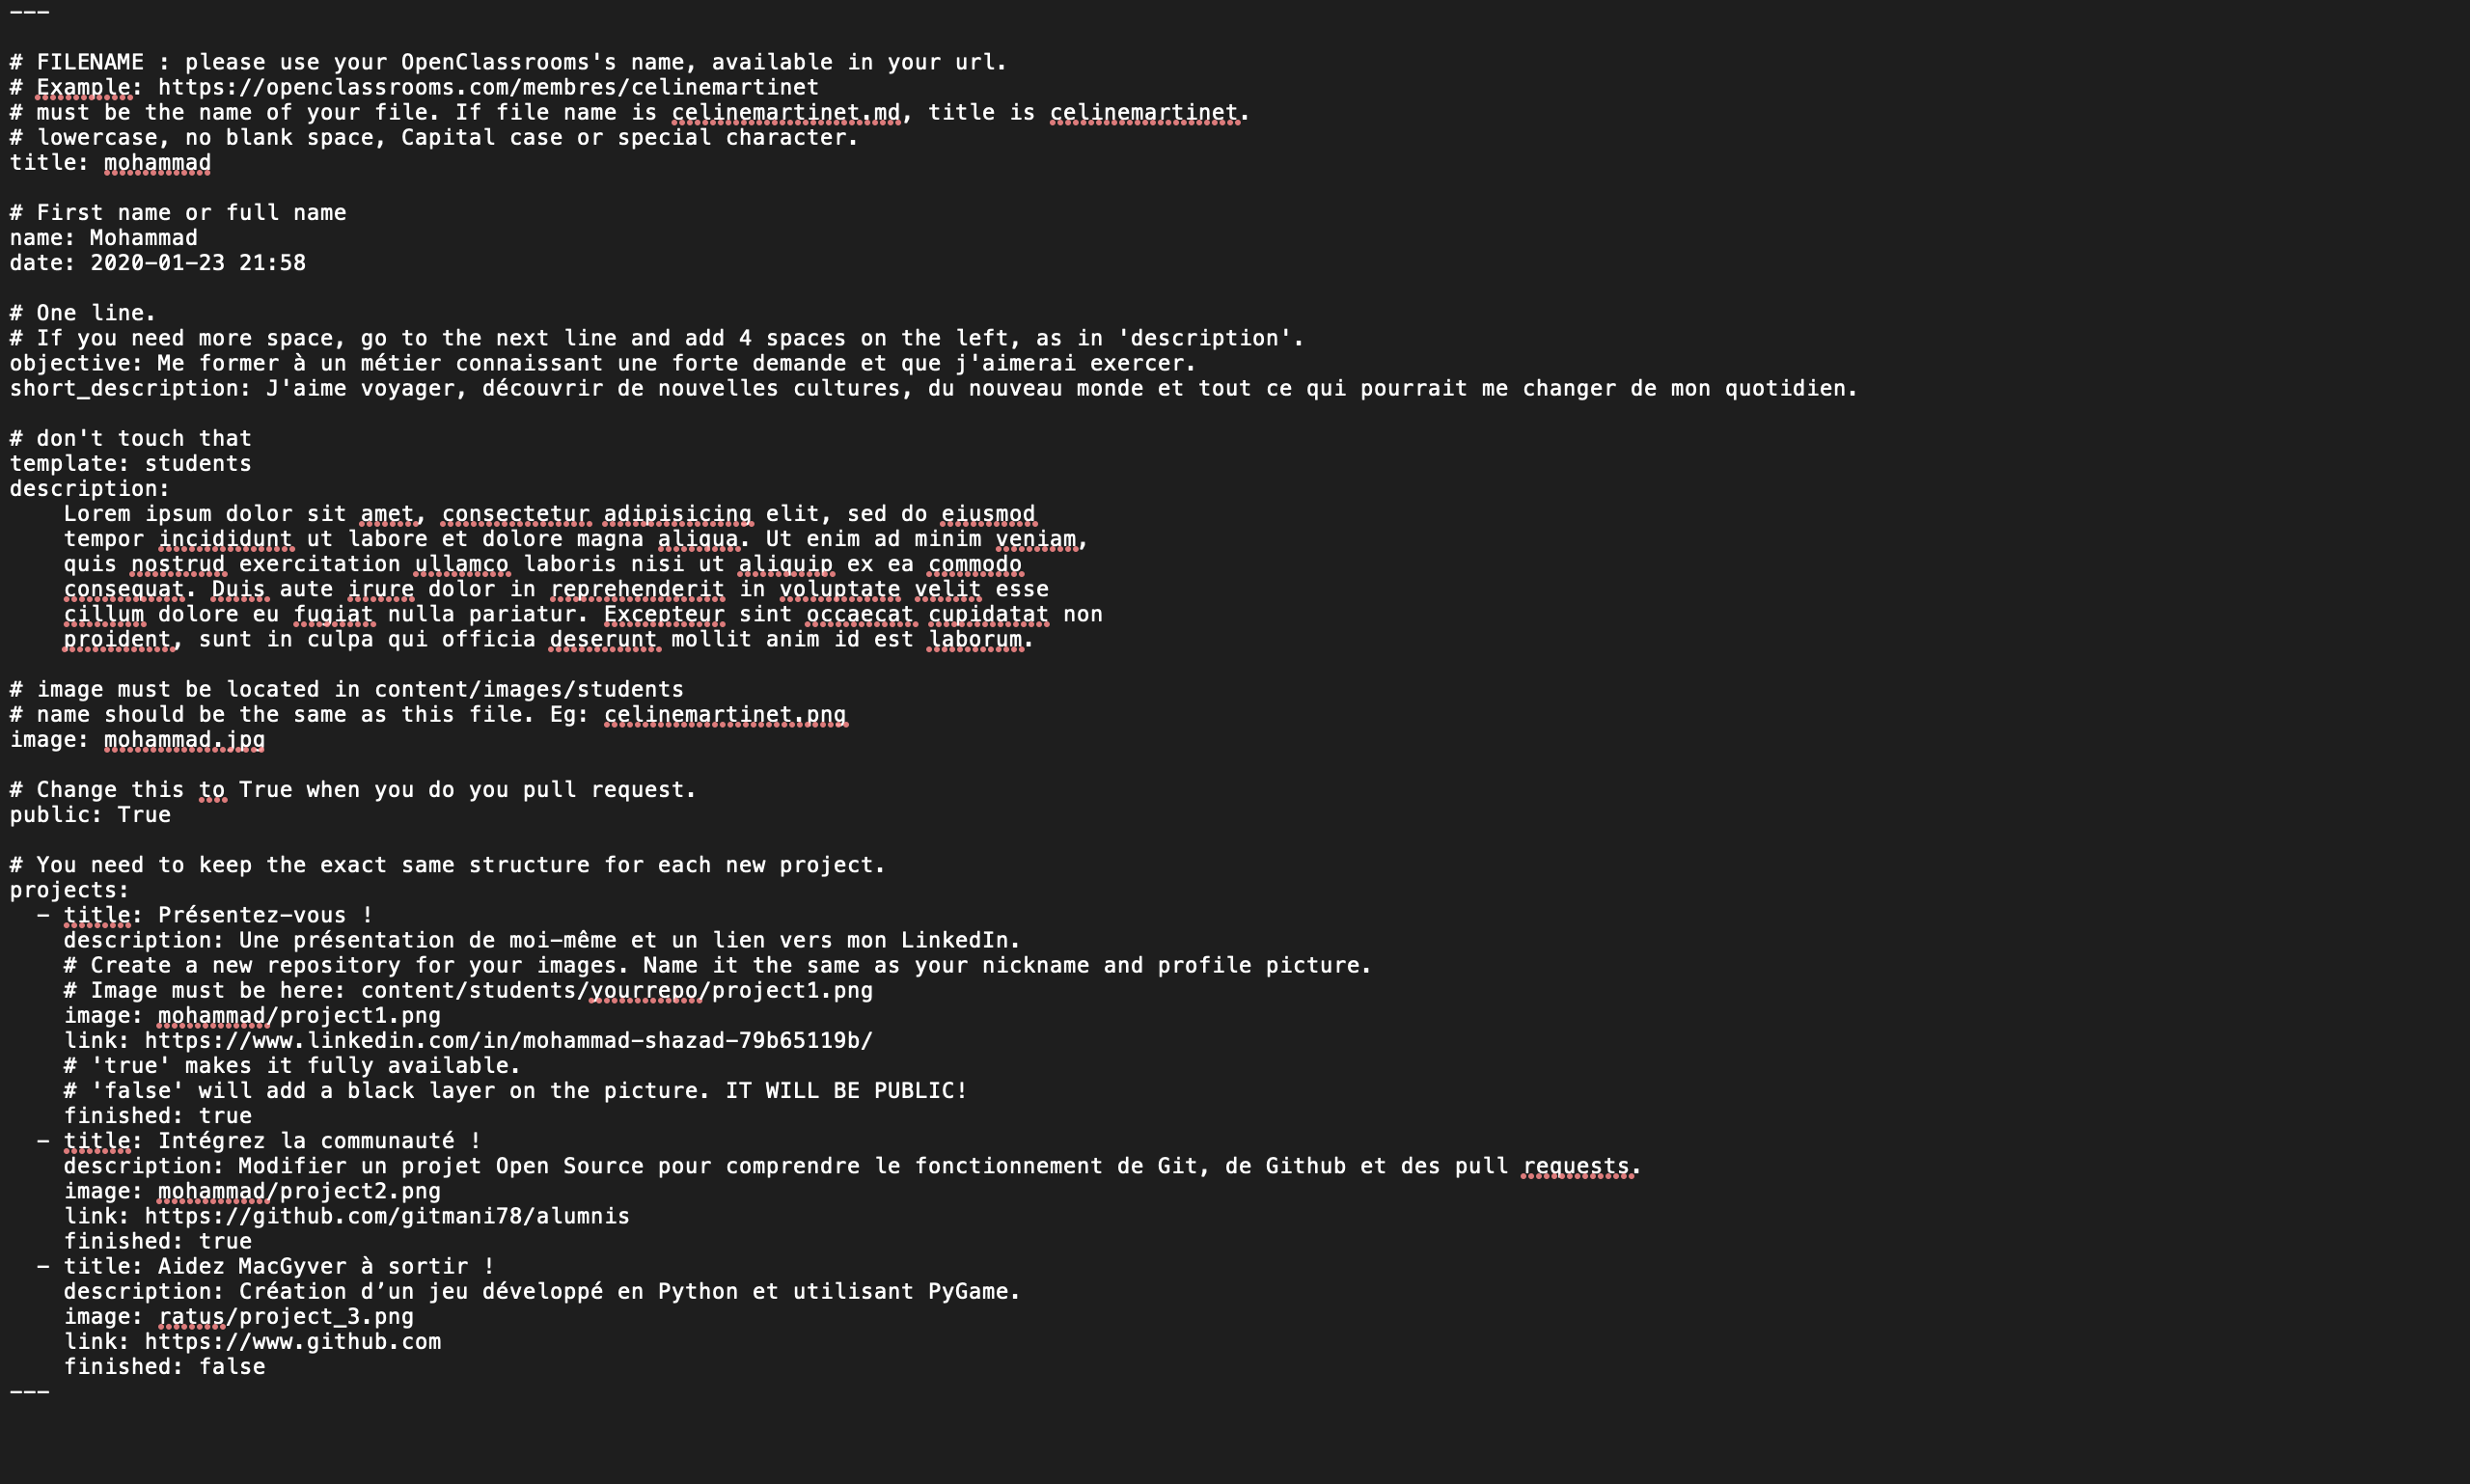 ---

# FILENAME : please use your OpenClassrooms's name, available in your url.
# Example: https://openclassrooms.com/membres/celinemartinet
# must be the name of your file. If file name is celinemartinet.md, title is celinemartinet.
# lowercase, no blank space, Capital case or special character.
title: mohammad

# First name or full name
name: Mohammad
date: 2020-01-23 21:58

# One line.
# If you need more space, go to the next line and add 4 spaces on the left, as in 'description'.
objective: Me former à un métier connaissant une forte demande et que j'aimerai exercer.
short_description: J'aime voyager, découvrir de nouvelles cultures, du nouveau monde et tout ce qui pourrait me changer de mon quotidien.

# don't touch that
template: students
description:
    Lorem ipsum dolor sit amet, consectetur adipisicing elit, sed do eiusmod
    tempor incididunt ut labore et dolore magna aliqua. Ut enim ad minim veniam,
    quis nostrud exercitation ullamco laboris nisi ut aliquip ex ea commodo
    consequat. Duis aute irure dolor in reprehenderit in voluptate velit esse
    cillum dolore eu fugiat nulla pariatur. Excepteur sint occaecat cupidatat non
    proident, sunt in culpa qui officia deserunt mollit anim id est laborum.

# image must be located in content/images/students
# name should be the same as this file. Eg: celinemartinet.png
image: mohammad.jpg

# Change this to True when you do you pull request.
public: True

# You need to keep the exact same structure for each new project.
projects:
  - title: Présentez-vous !
    description: Une présentation de moi-même et un lien vers mon LinkedIn.
    # Create a new repository for your images. Name it the same as your nickname and profile picture.
    # Image must be here: content/students/yourrepo/project1.png
    image: mohammad/project1.png
    link: https://www.linkedin.com/in/mohammad-shazad-79b65119b/
    # 'true' makes it fully available.
    # 'false' will add a black layer on the picture. IT WILL BE PUBLIC!
    finished: true
  - title: Intégrez la communauté !
    description: Modifier un projet Open Source pour comprendre le fonctionnement de Git, de Github et des pull requests.
    image: mohammad/project2.png
    link: https://github.com/gitmani78/alumnis
    finished: true
  - title: Aidez MacGyver à sortir !
    description: Création d’un jeu développé en Python et utilisant PyGame.
    image: ratus/project_3.png
    link: https://www.github.com
    finished: false
---